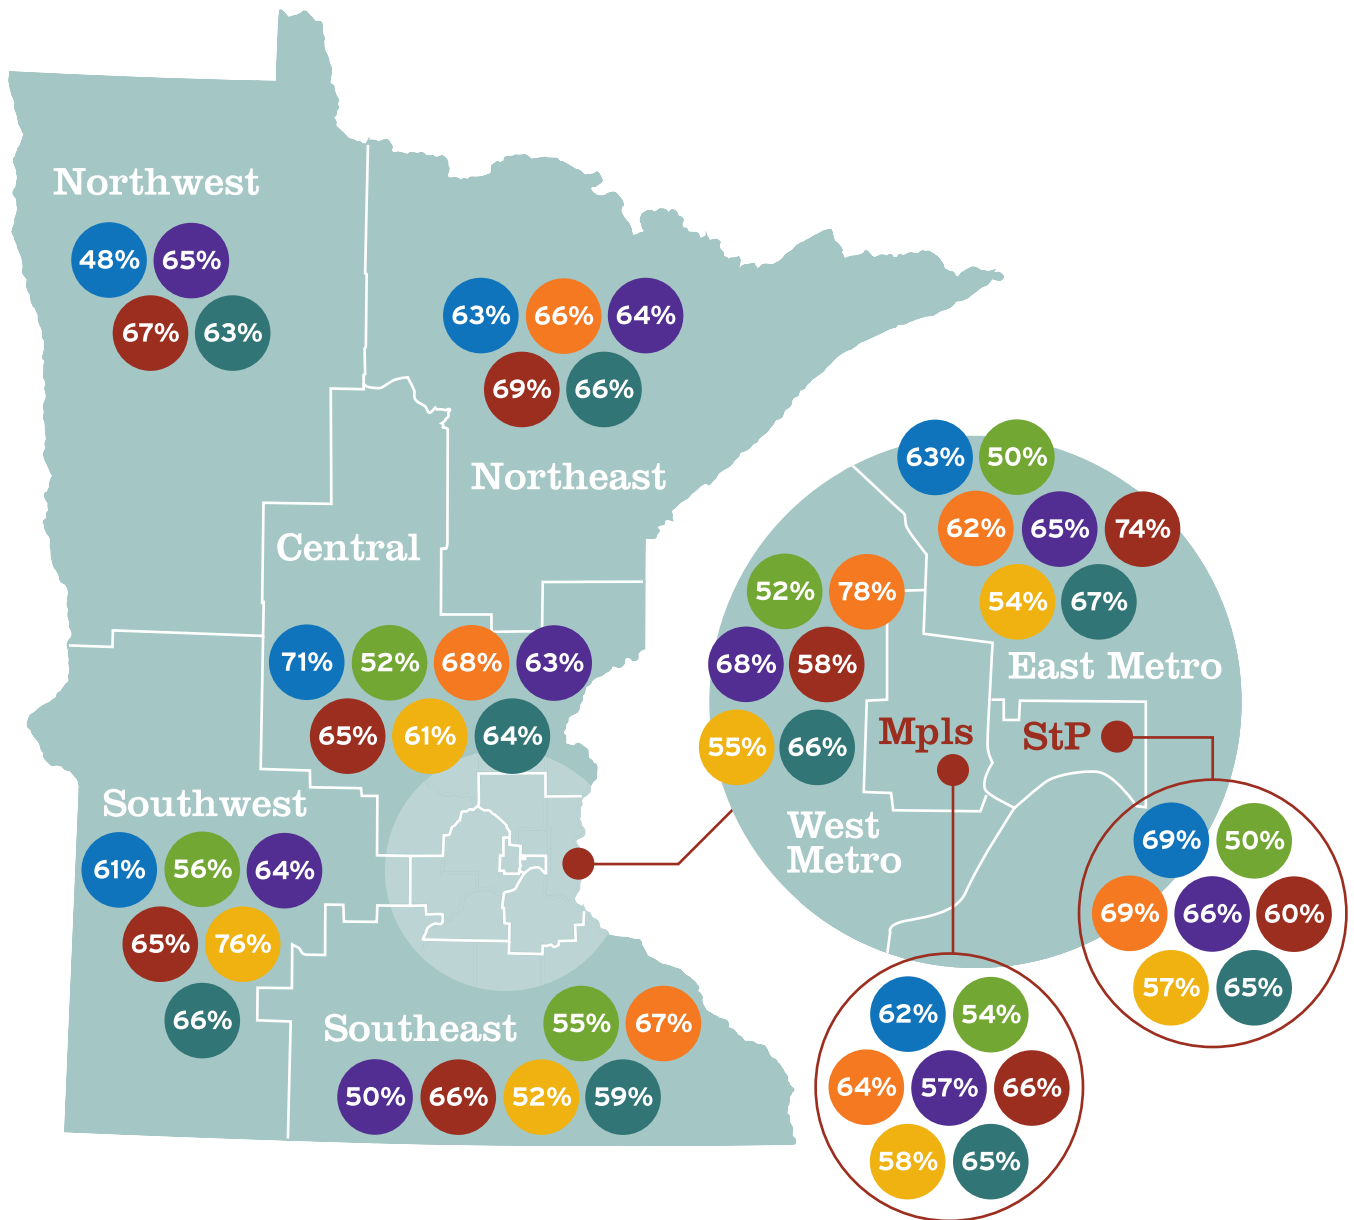 Northwest
48% 65%
67% 63%
63% 66% 64%
69% 66%
Northeast
Central
71% 52% 68% 63%
65% 61% 64%
Southwest
61% 56% 64%
65% 76%
66%
Southeast
55% 67%
50% 66% 52% 59%
63% 50%
62% 65% 74%
54% 67%
East Metro
52% 78%
68% 58%
55% 66%
West
Metro
Mpls
StP
69% 50%
69% 66% 60%
57% 65%
62% 54%
64% 57% 66%
58% 65%